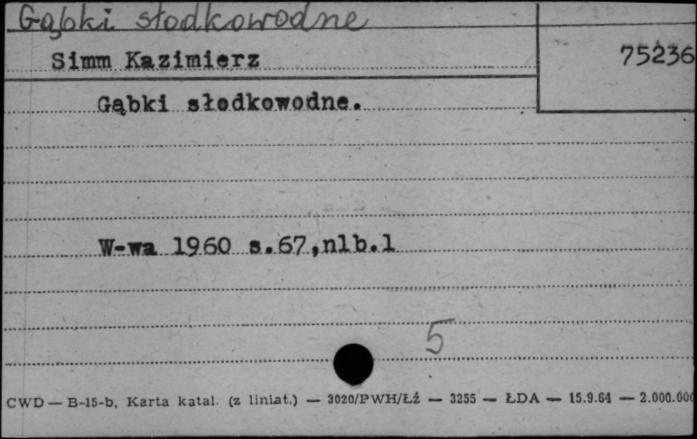 Gąbki słodkowodne
Simm Kazimierz
75236
Gąbki słodkowodne.
W-wa 1960 s.67,nlb.1
5
CWD — B-15-b, Karta katal. (z liniat.) — 3020/PWH/Łź — 3255 — ŁDA — 15.9.64 — 2.000.000